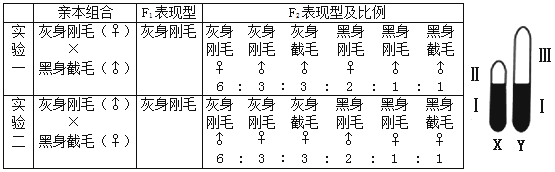 亲本组合 F₁表现型 F₂表现型及比例
实验一 灰身刚毛(♀) × 黑身截毛(♂) 灰身刚毛
灰身 灰身 灰身 黑身 黑身 黑身
刚毛 刚毛 截毛 刚毛 刚毛 截毛
♀ ♂ ♂ ♀ ♂ ♂
6 : 3 : 3 : 2 : 1 : 1
实验二 灰身刚毛(♂) × 黑身截毛(♀) 灰身刚毛
灰身 灰身 灰身 黑身 黑身 黑身
刚毛 刚毛 截毛 刚毛 刚毛 截毛
♂ ♀ ♀ ♂ ♀ ♀
6 : 3 : 3 : 2 : 1 : 1
Ⅲ
Ⅱ
Ⅰ Ⅰ
X Y